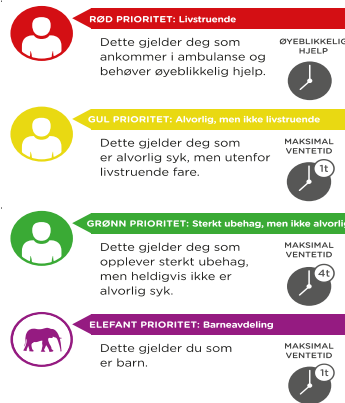 RØD PRIORITET: Livstruende
Dette gjelder deg som
ankommer i ambulanse og
behøver øyeblikkelig hjelp.
ØYEBLIKKELIG
HJELP
GUL PRIORITET: Alvorlig, men ikke livstruende
Dette gjelder deg som
er alvorlig syk, men utenfor
livstruende fare.
MAKSIMAL
VENTETID
1t
GRØNN PRIORITET: Sterkt ubehag, men ikke alvorlig
Dette gjelder deg som
opplever sterkt ubehag,
men heldigvis ikke er
alvorlig syk.
MAKSIMAL
VENTETID
4t
ELEFANT PRIORITET: Barneavdeling
Dette gjelder du som
er barn.
MAKSIMAL
VENTETID
1t